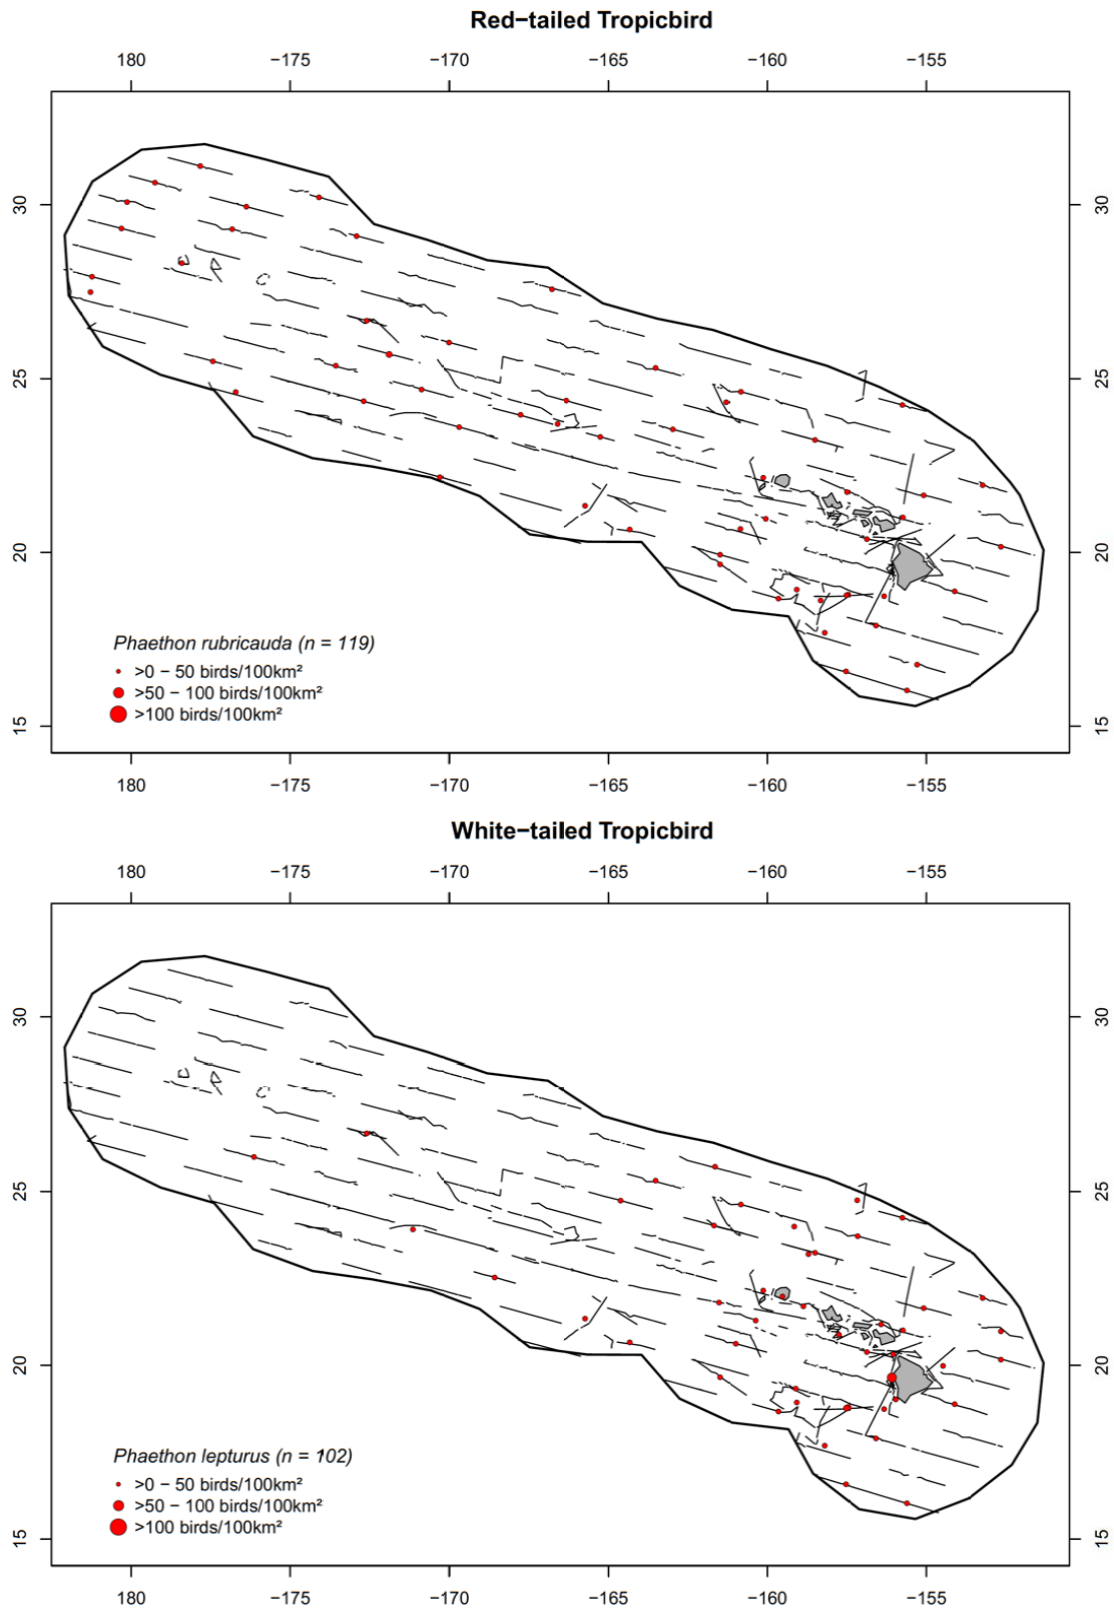 Red−tailed Tropicbird
180 −175 −170 −165 −160 −155
30 30
25 25
20 20
15 15
Phaethon rubricauda (n = 119)
>0 − 50 birds/100km²
>50 − 100 birds/100km²
>100 birds/100km²
180 −175 −170 −165 −160 −155
White−tailed Tropicbird
180 −175 −170 −165 −160 −155
30 30
25 25
20 20
15 15
Phaethon lepturus (n = 102)
>0 − 50 birds/100km²
>50 − 100 birds/100km²
>100 birds/100km²
180 −175 −170 −165 −160 −155